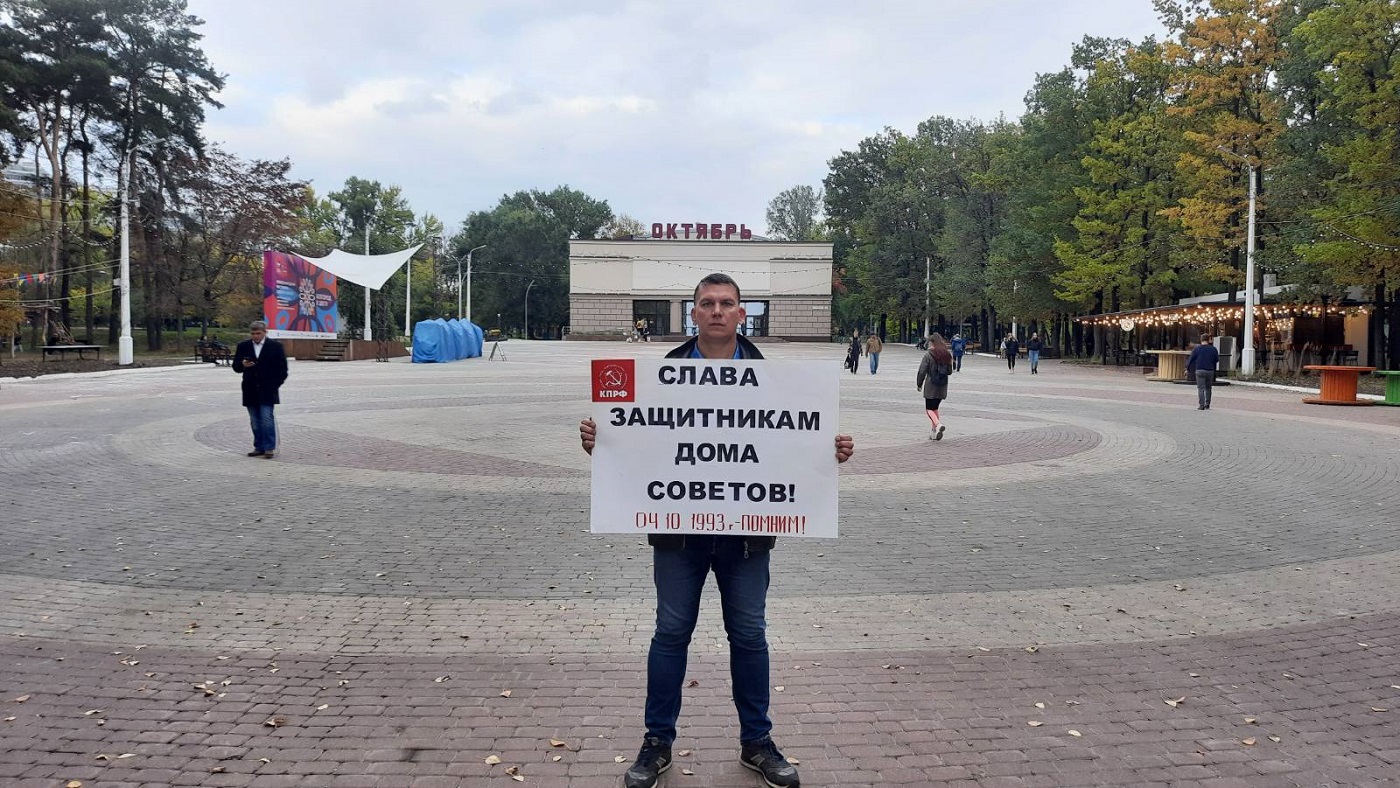 ОКТЯБРЬ
КПРФ
СЛАВА
ЗАЩИТНИКАМ
ДОМА
СОВЕТОВ!
04.10.1993г.-ПОМНИМ!